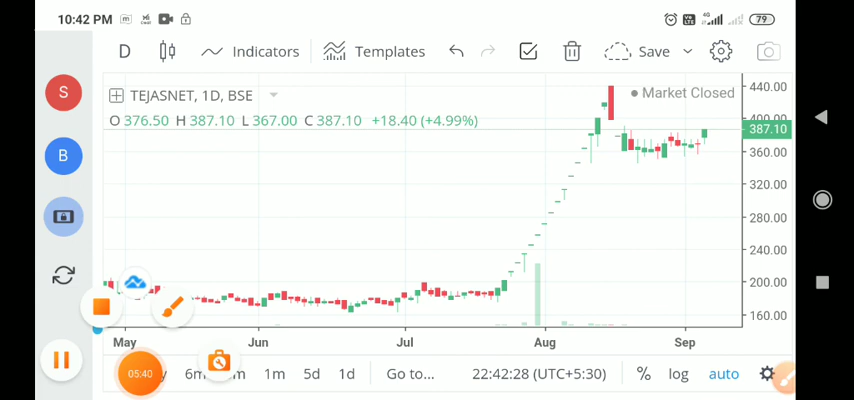 10:42 PM 4G 79
D Indicators Templates Save
S
TEJASNET, 1D, BSE Market Closed
O 376.50 H 387.10 L 367.00 C 387.10 +18.40 (+4.99%)
B
440.00
400.00
387.10
360.00
320.00
280.00
240.00
200.00
160.00
May Jun Jul Aug Sep
05:40 6m 1m 5d 1d Go to... 22:42:28 (UTC+5:30) % log auto